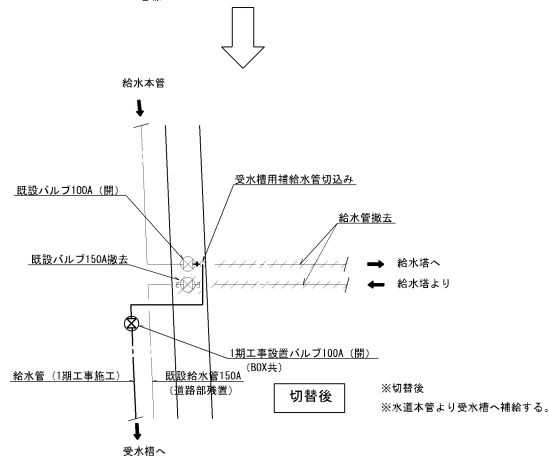 給水本管
受水槽用補給水管切込み
既設バルブ100A（開）
給水管撤去
既設バルブ150A撤去
給水塔へ
給水塔より
1期工事設置バルブ100A（開）
（BOX共）
給水管（1期工事施工）
既設給水管150A
（道路部残置）
切替後
※切替後
※水道本管より受水槽へ補給する。
受水槽へ